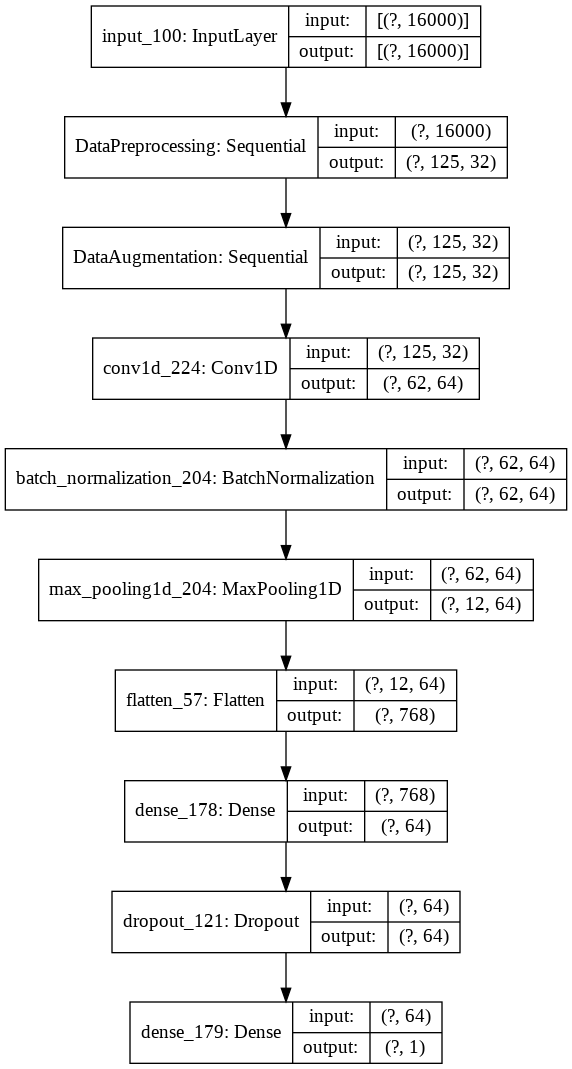 input_100: InputLayer
input: [(?, 16000)]
output: [(?, 16000)]
DataPreprocessing: Sequential
input: (?, 16000)
output: (?, 125, 32)
DataAugmentation: Sequential
input: (?, 125, 32)
output: (?, 125, 32)
conv1d_224: Conv1D
input: (?, 125, 32)
output: (?, 62, 64)
batch_normalization_204: BatchNormalization
input: (?, 62, 64)
output: (?, 62, 64)
max_pooling1d_204: MaxPooling1D
input: (?, 62, 64)
output: (?, 12, 64)
flatten_57: Flatten
input: (?, 12, 64)
output: (?, 768)
dense_178: Dense
input: (?, 768)
output: (?, 64)
dropout_121: Dropout
input: (?, 64)
output: (?, 64)
dense_179: Dense
input: (?, 64)
output: (?, 1)